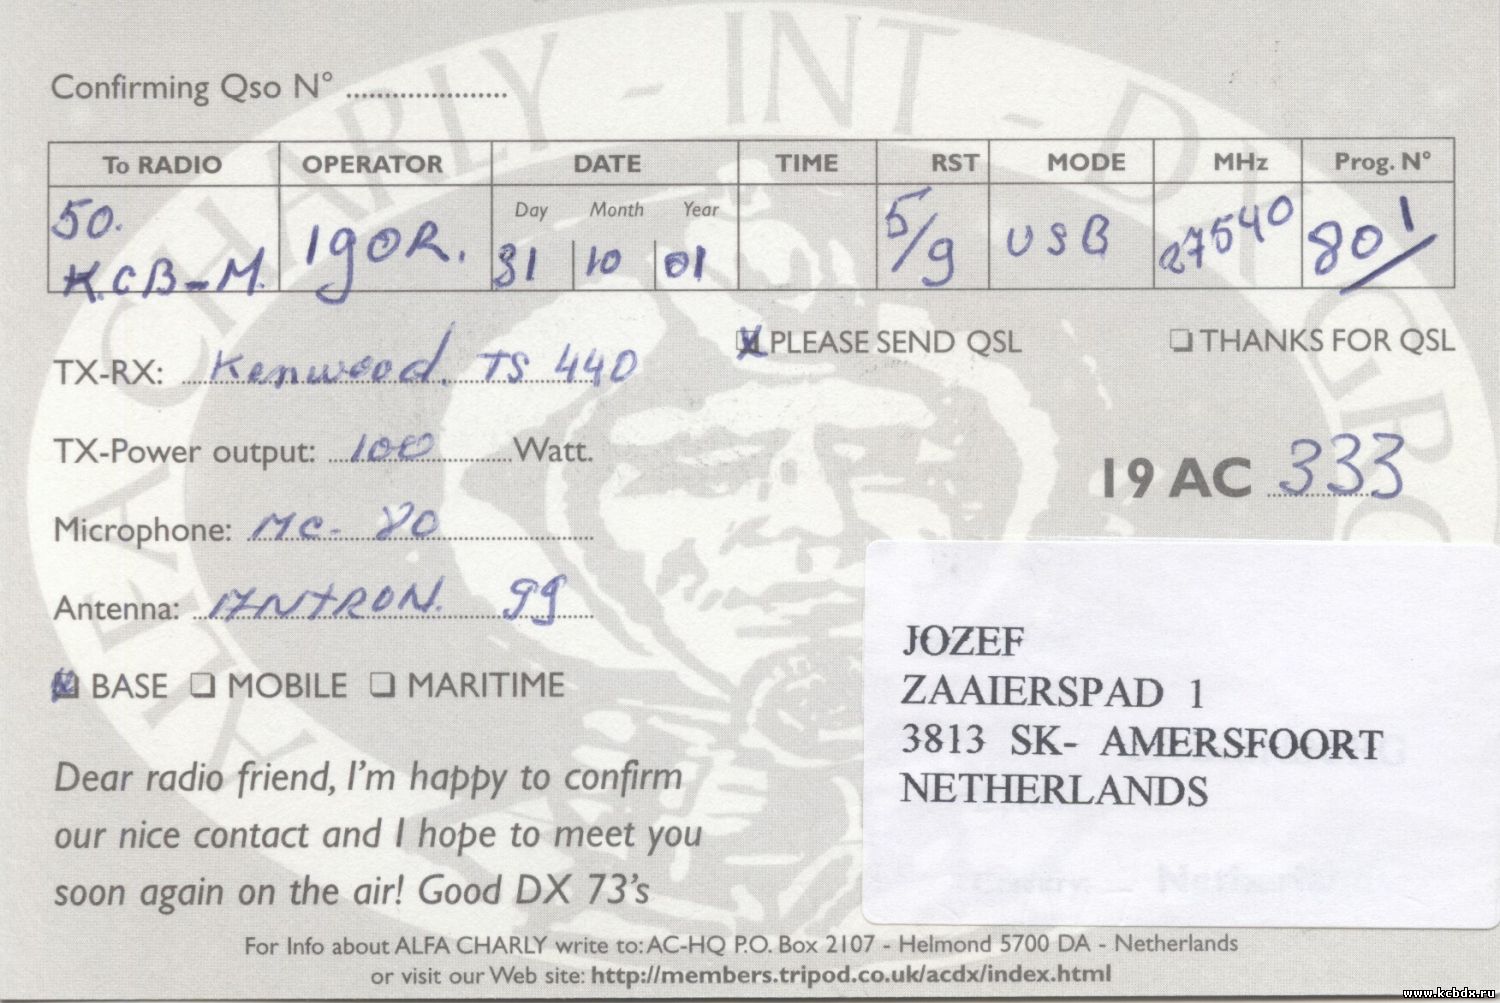 Confirming Qso N° ......................
To RADIO OPERATOR DATE TIME RST MODE MHz Prog. N°
Day Month Year
50.
K.CB-M. IgOR. 31 10 01 5/9 USB 27540 801
PLEASE SEND QSL THANKS FOR QSL
TX-RX: Kenwood. TS 440
TX-Power output: 100 Watt.
19 AC 333
Microphone: MC- 80
Antenna: ANTRON. 99
BASE MOBILE MARITIME
JOZEF
ZAAIERSPAD 1
3813 SK- AMERSFOORT
NETHERLANDS
Dear radio friend, I'm happy to confirm
our nice contact and I hope to meet you
soon again on the air! Good DX 73's
For Info about ALFA CHARLY write to: AC-HQ P.O. Box 2107 - Helmond 5700 DA - Netherlands
or visit our Web site: http://members.tripod.co.uk/acdx/index.html
www.kcbdx.ru